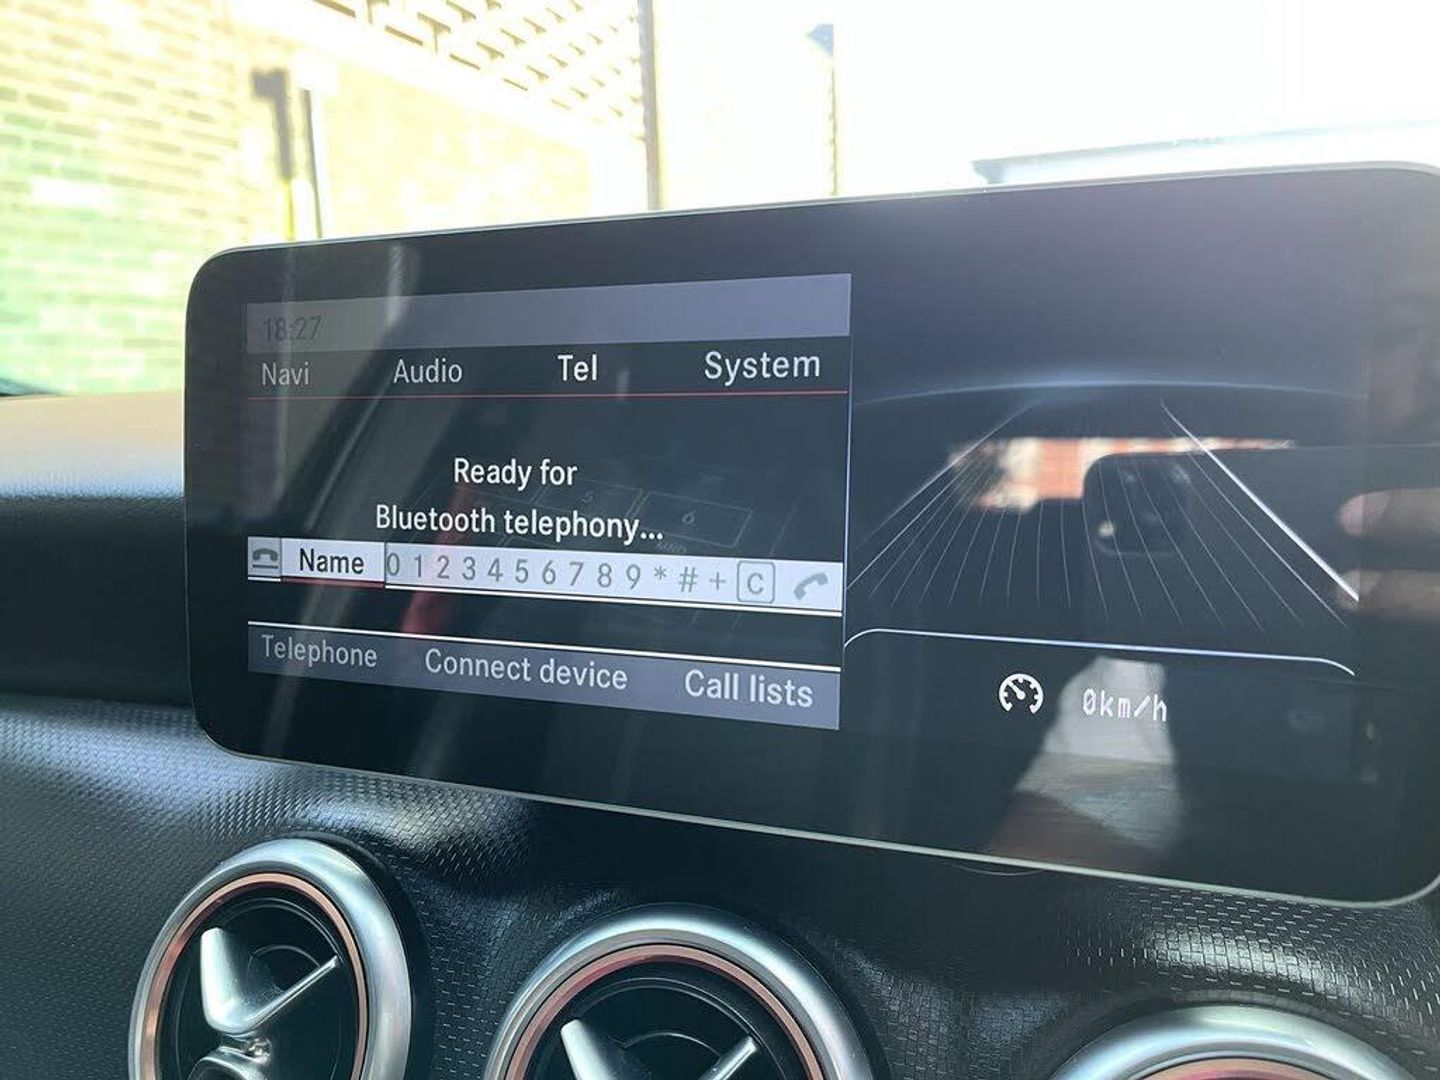 18:27
Navi Audio Tel System
Ready for
Bluetooth telephony...
Name 0 1 2 3 4 5 6 7 8 9 * # + C
Telephone Connect device Call lists
0km/h